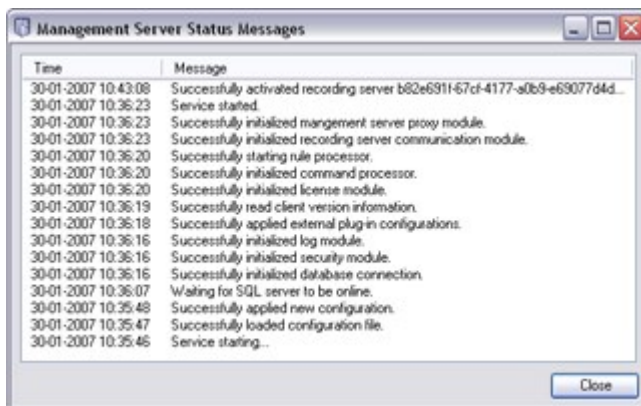 Management Server Status Messages
Time Message
30-01-2007 10:43:08 Successfully activated recording server b82e691f-67cf-4177-a0b9-e69077d4d...
30-01-2007 10:36:23 Service started.
30-01-2007 10:36:23 Successfully initialized mangement server proxy module.
30-01-2007 10:36:23 Successfully initialized recording server communication module.
30-01-2007 10:36:20 Successfully starting rule processor.
30-01-2007 10:36:20 Successfully initialized command processor.
30-01-2007 10:36:20 Successfully initialized license module.
30-01-2007 10:36:19 Successfully read client version information.
30-01-2007 10:36:18 Successfully applied external plug-in configurations.
30-01-2007 10:36:16 Successfully initialized log module.
30-01-2007 10:36:16 Successfully initialized security module.
30-01-2007 10:36:16 Successfully initialized database connection.
30-01-2007 10:36:07 Waiting for SQL server to be online.
30-01-2007 10:35:48 Successfully applied new configuration.
30-01-2007 10:35:47 Successfully loaded configuration file.
30-01-2007 10:35:46 Service starting...
Close